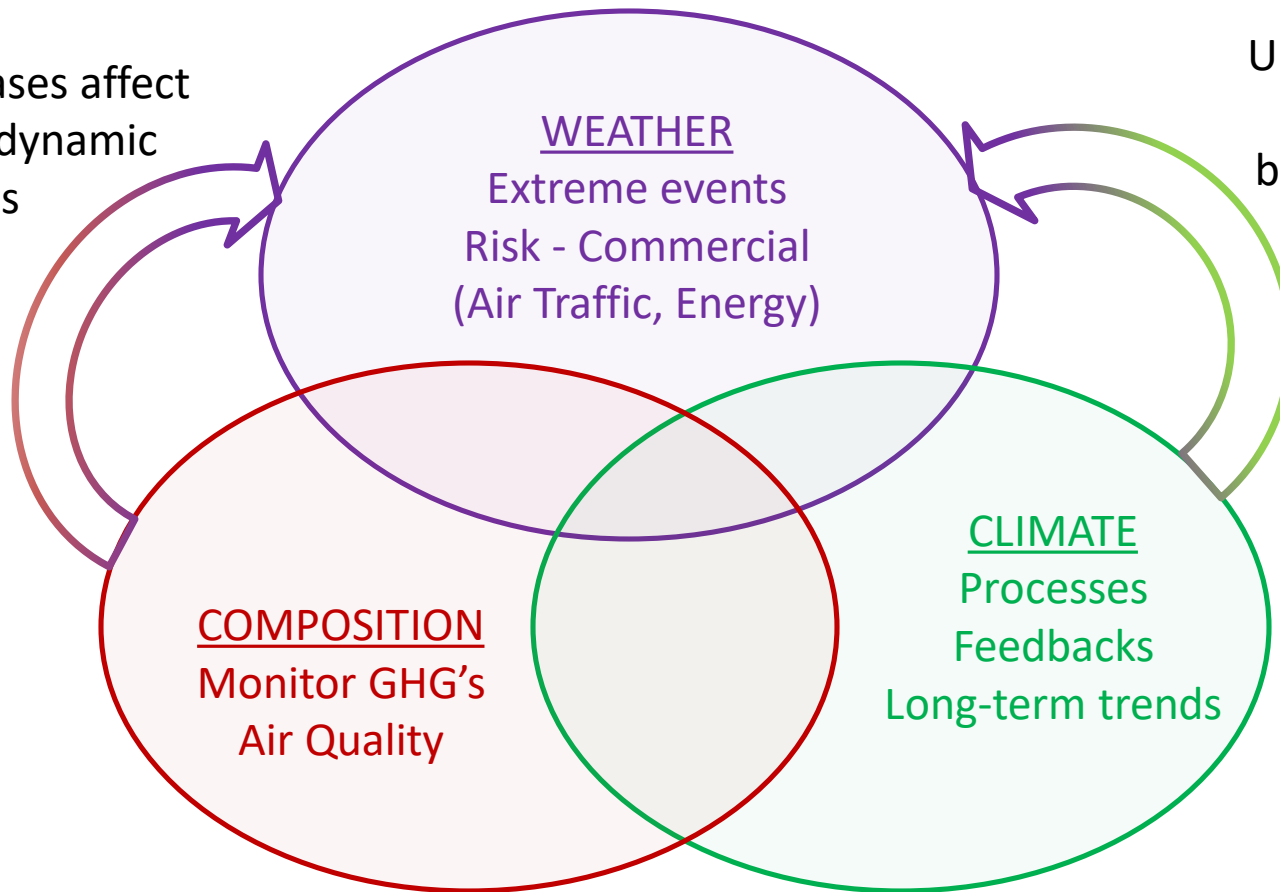 ases affect
dynamic
s
U
b
WEATHER
Extreme events
Risk - Commercial
(Air Traffic, Energy)
COMPOSITION
Monitor GHG’s
Air Quality
CLIMATE
Processes
Feedbacks
Long-term trends